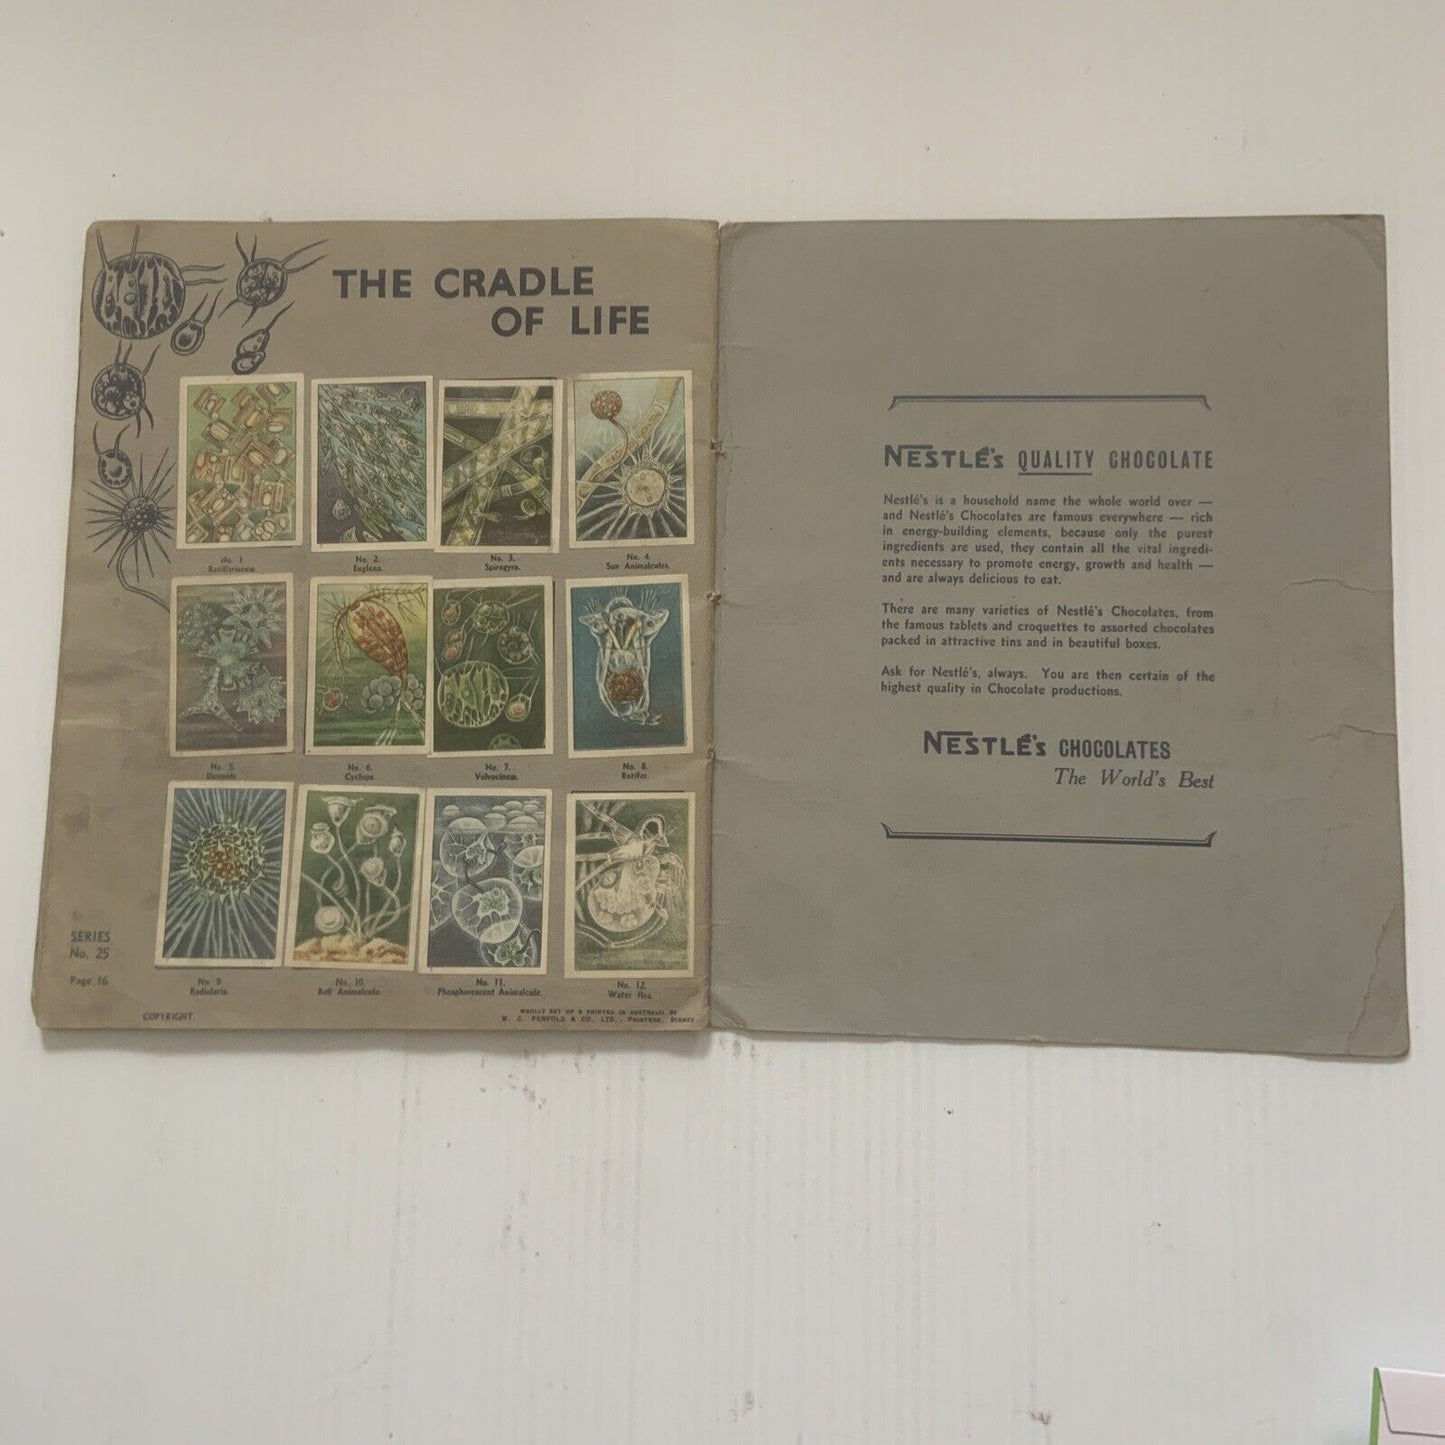 THE CRADLE
OF LIFE
No. 1.
Bacillariaceæ.
No. 2.
Euglena.
No. 3.
Spirogyra.
No. 4.
Sun Animalcules.
No. 5.
Desmids.
No. 6.
Cyclops.
No. 7.
Volvocineæ.
No. 8.
Rotifer.
No. 9.
Radiolaria.
No. 10.
Bell Animalcule.
No. 11.
Phosphorescent Animalcule.
No. 12.
Water flea.
SERIES
No. 25
Page 16
COPYRIGHT.
WHOLLY SET UP & PRINTED IN AUSTRALIA BY
W. C. PENFOLD & CO. LTD., PRINTERS, SYDNEY
NESTLÉ's QUALITY CHOCOLATE
Nestlé's is a household name the whole world over —
and Nestlé's Chocolates are famous everywhere — rich
in energy-building elements, because only the purest
ingredients are used, they contain all the vital ingredi-
ents necessary to promote energy, growth and health —
and are always delicious to eat.
There are many varieties of Nestlé's Chocolates, from
the famous tablets and croquettes to assorted chocolates
packed in attractive tins and in beautiful boxes.
Ask for Nestlé's, always. You are then certain of the
highest quality in Chocolate productions.
NESTLÉ's CHOCOLATES
The World's Best